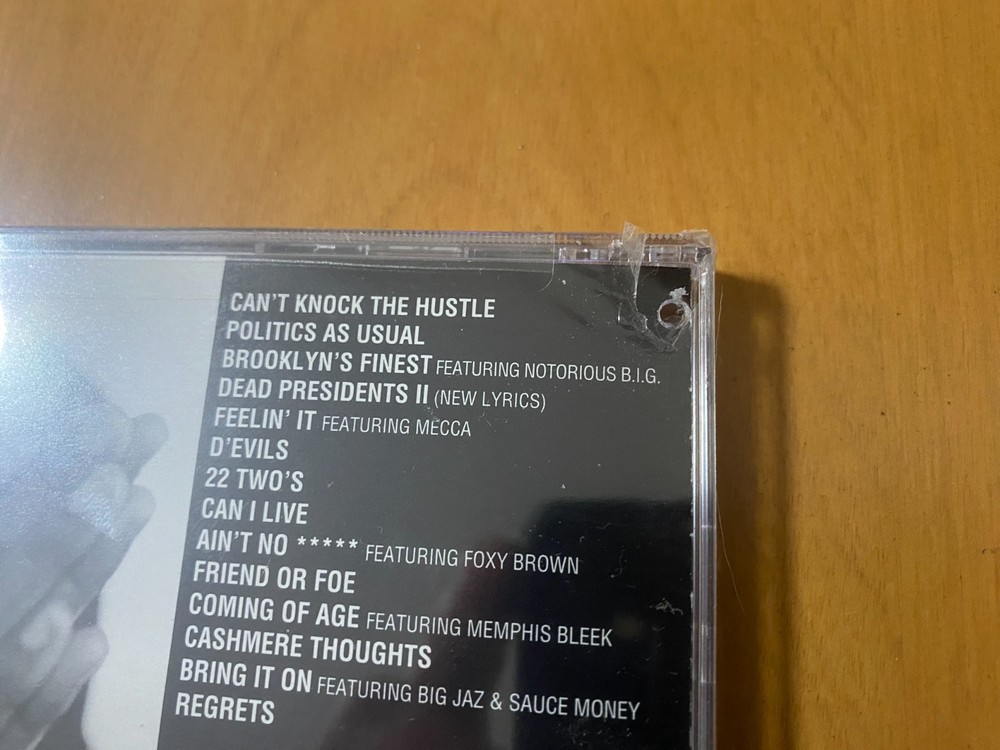 CAN'T KNOCK THE HUSTLE
POLITICS AS USUAL
BROOKLYN'S FINEST FEATURING NOTORIOUS B.I.G.
DEAD PRESIDENTS II (NEW LYRICS)
FEELIN' IT FEATURING MECCA
D'EVILS
22 TWO'S
CAN I LIVE
AIN'T NO ***** FEATURING FOXY BROWN
FRIEND OR FOE
COMING OF AGE FEATURING MEMPHIS BLEEK
CASHMERE THOUGHTS
BRING IT ON FEATURING BIG JAZ & SAUCE MONEY
REGRETS